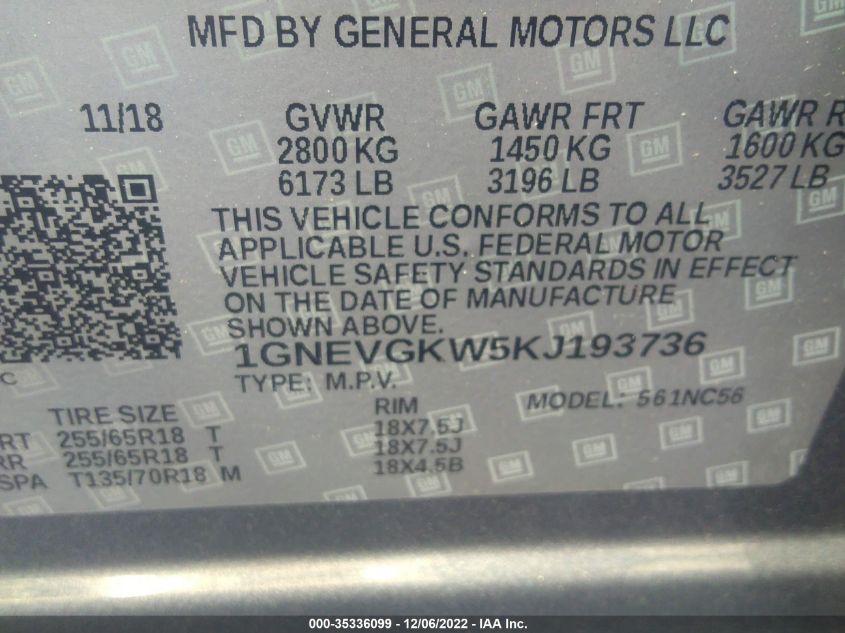 MFD BY GENERAL MOTORS LLC
11/18 GVWR GAWR FRT GAWR R
2800 KG 1450 KG 1600 KG
6173 LB 3196 LB 3527 LB
THIS VEHICLE CONFORMS TO ALL
APPLICABLE U.S. FEDERAL MOTOR
VEHICLE SAFETY STANDARDS IN EFFECT
ON THE DATE OF MANUFACTURE
SHOWN ABOVE.
1GNEVGKW5KJ193736
C
TYPE: M.P.V. MODEL: 561NC56
TIRE SIZE RIM
RT 255/65R18 T 18X7.5J
RR 255/65R18 T 18X7.5J
SPA T135/70R18 M 18X4.5B
000-35336099 - 12/06/2022 - IAA Inc.